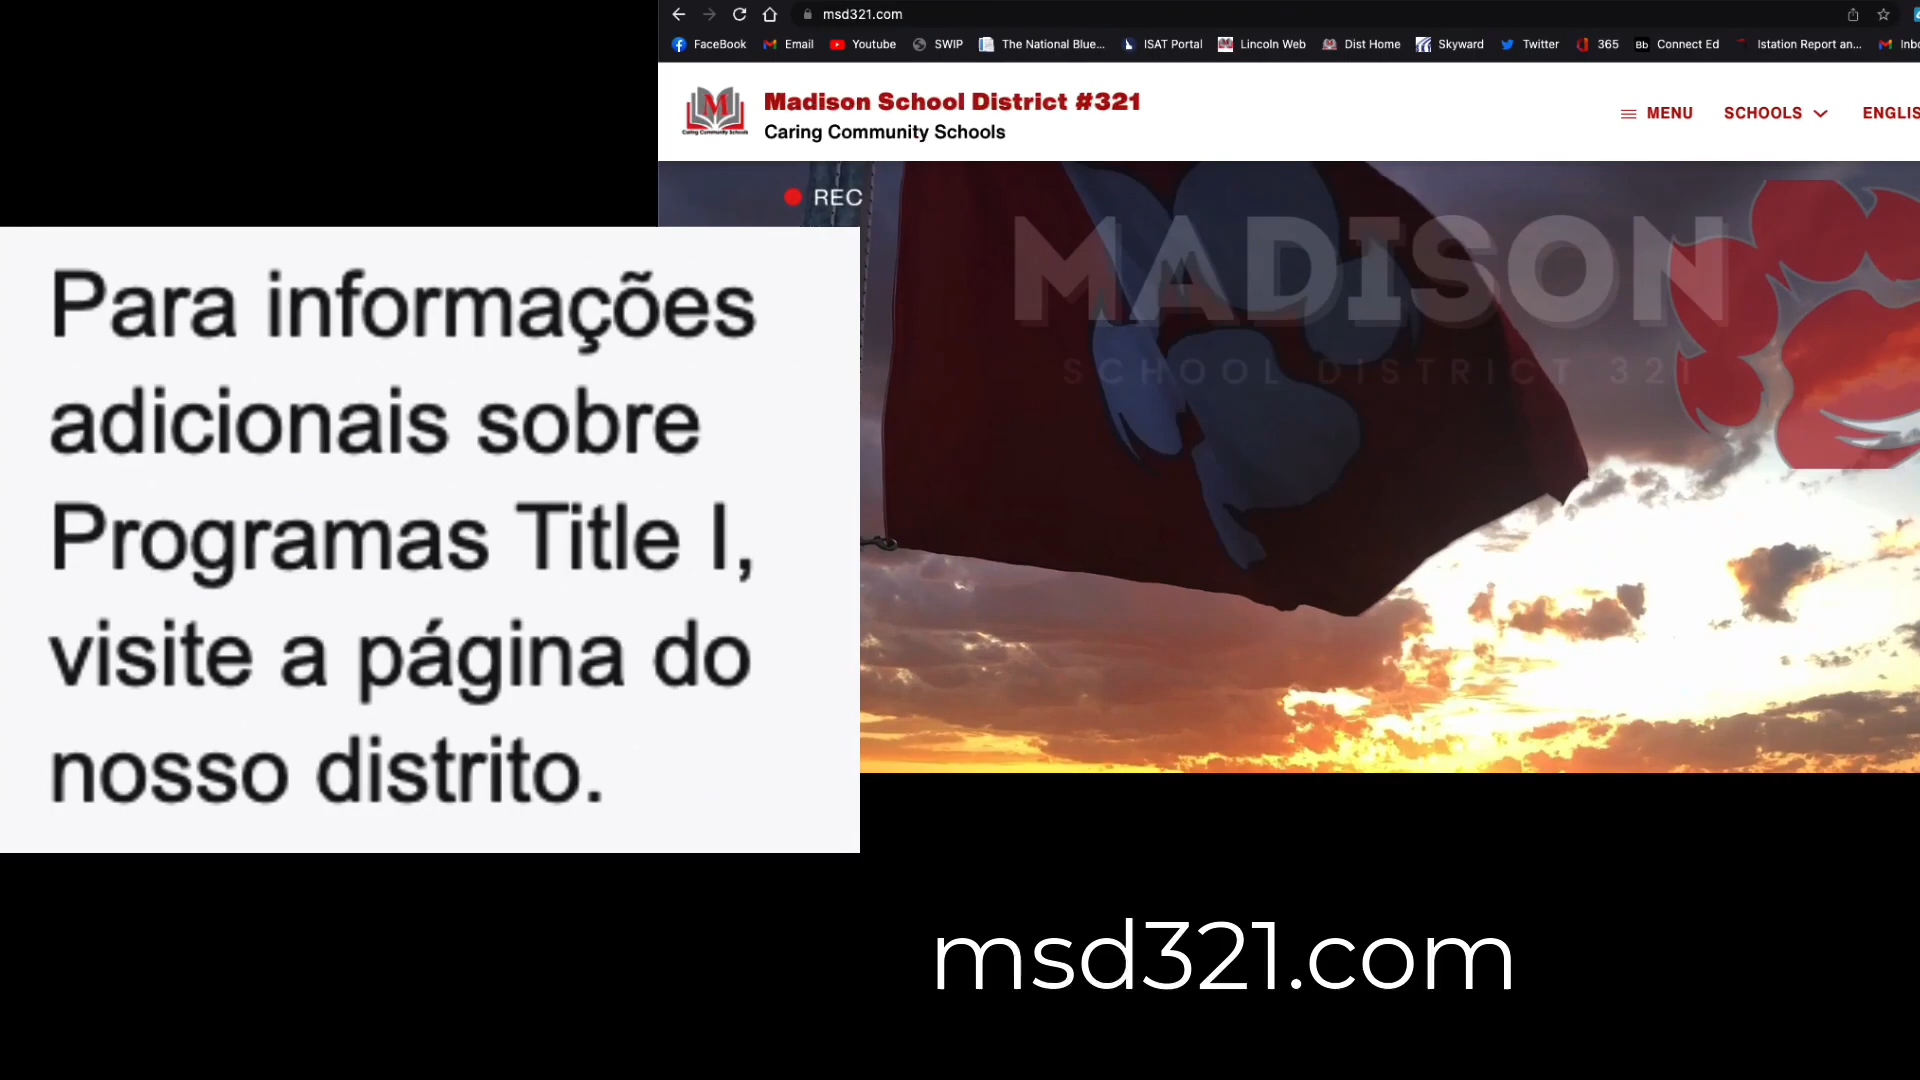 msd321.com
FaceBook Email Youtube SWIP The National Blue... ISAT Portal Lincoln Web Dist Home Skyward Twitter 365 Connect Ed Istation Report an...
Madison School District #321
Caring Community Schools
MENU SCHOOLS
REC
MADISON
SCHOOL DISTRICT 321
Para informações
adicionais sobre
Programas Title I,
visite a página do
nosso distrito.
msd321.com